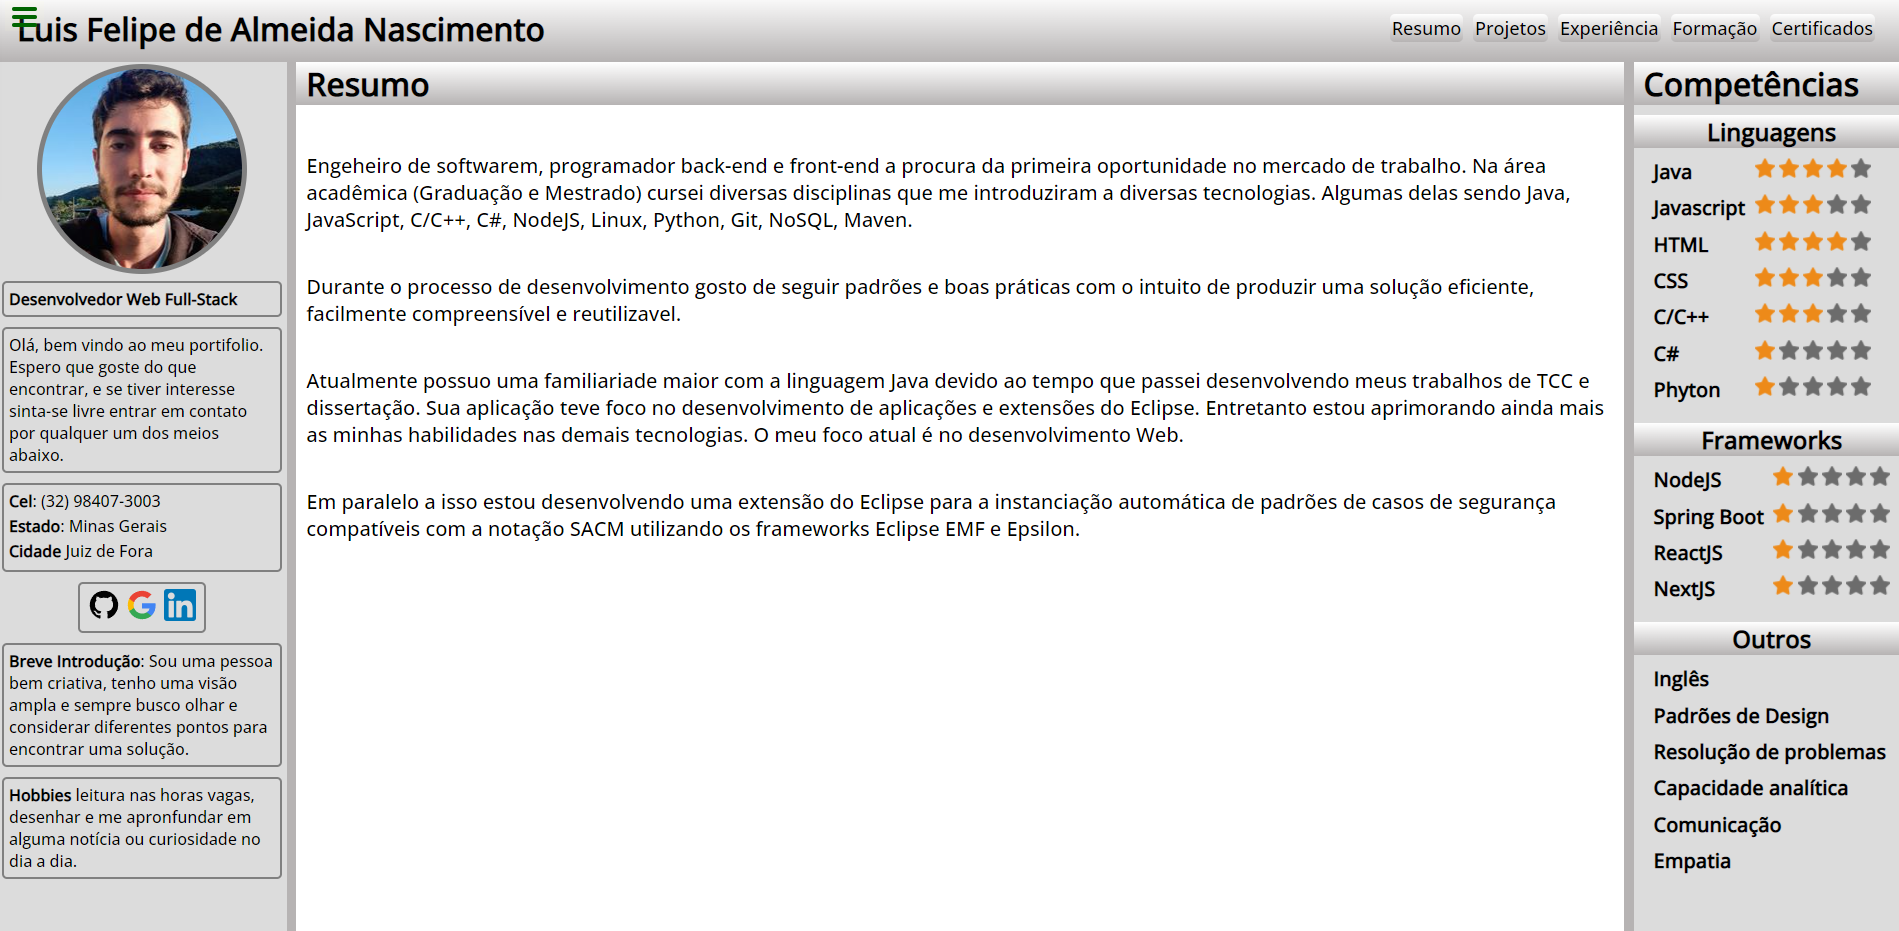 Luis Felipe de Almeida Nascimento
Resumo Projetos Experiência Formação Certificados
Desenvolvedor Web Full-Stack
Olá, bem vindo ao meu portifolio.
Espero que goste do que
encontrar, e se tiver interesse
sinta-se livre entrar em contato
por qualquer um dos meios
abaixo.
Cel: (32) 98407-3003
Estado: Minas Gerais
Cidade Juiz de Fora
in
Breve Introdução: Sou uma pessoa
bem criativa, tenho uma visão
ampla e sempre busco olhar e
considerar diferentes pontos para
encontrar uma solução.
Hobbies leitura nas horas vagas,
desenhar e me apronfundar em
alguma notícia ou curiosidade no
dia a dia.
Resumo
Engeheiro de softwarem, programador back-end e front-end a procura da primeira oportunidade no mercado de trabalho. Na área
acadêmica (Graduação e Mestrado) cursei diversas disciplinas que me introduziram a diversas tecnologias. Algumas delas sendo Java,
JavaScript, C/C++, C#, NodeJS, Linux, Python, Git, NoSQL, Maven.
Durante o processo de desenvolvimento gosto de seguir padrões e boas práticas com o intuito de produzir uma solução eficiente,
facilmente compreensível e reutilizavel.
Atualmente possuo uma familiariade maior com a linguagem Java devido ao tempo que passei desenvolvendo meus trabalhos de TCC e
dissertação. Sua aplicação teve foco no desenvolvimento de aplicações e extensões do Eclipse. Entretanto estou aprimorando ainda mais
as minhas habilidades nas demais tecnologias. O meu foco atual é no desenvolvimento Web.
Em paralelo a isso estou desenvolvendo uma extensão do Eclipse para a instanciação automática de padrões de casos de segurança
compatíveis com a notação SACM utilizando os frameworks Eclipse EMF e Epsilon.
Competências
Linguagens
Java
Javascript
HTML
CSS
C/C++
C#
Phyton
Frameworks
NodeJS
Spring Boot
ReactJS
NextJS
Outros
Inglês
Padrões de Design
Resolução de problemas
Capacidade analítica
Comunicação
Empatia